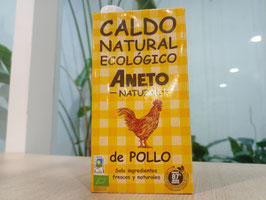 CALDO
NATURAL
ECOLÓGICO
ANETO
NATURAL
de POLLO
Solo ingredientes
frescos y naturales